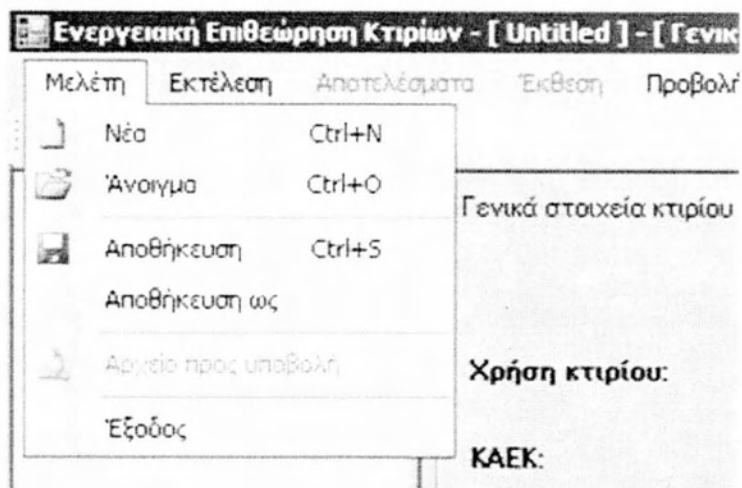 Ενεργειακή Επιθεώρηση Κτιρίων - [ Untitled ] - [ Γενικ
Μελέτη Εκτέλεση Αποτελέσματα Έκθεση Προβολή
Νέα Ctrl+N
Άνοιγμα Ctrl+O
Γενικά στοιχεία κτιρίου
Αποθήκευση Ctrl+S
Αποθήκευση ως
Αρχείο προς υποβολή
Χρήση κτιρίου:
Έξοδος
ΚΑΕΚ: